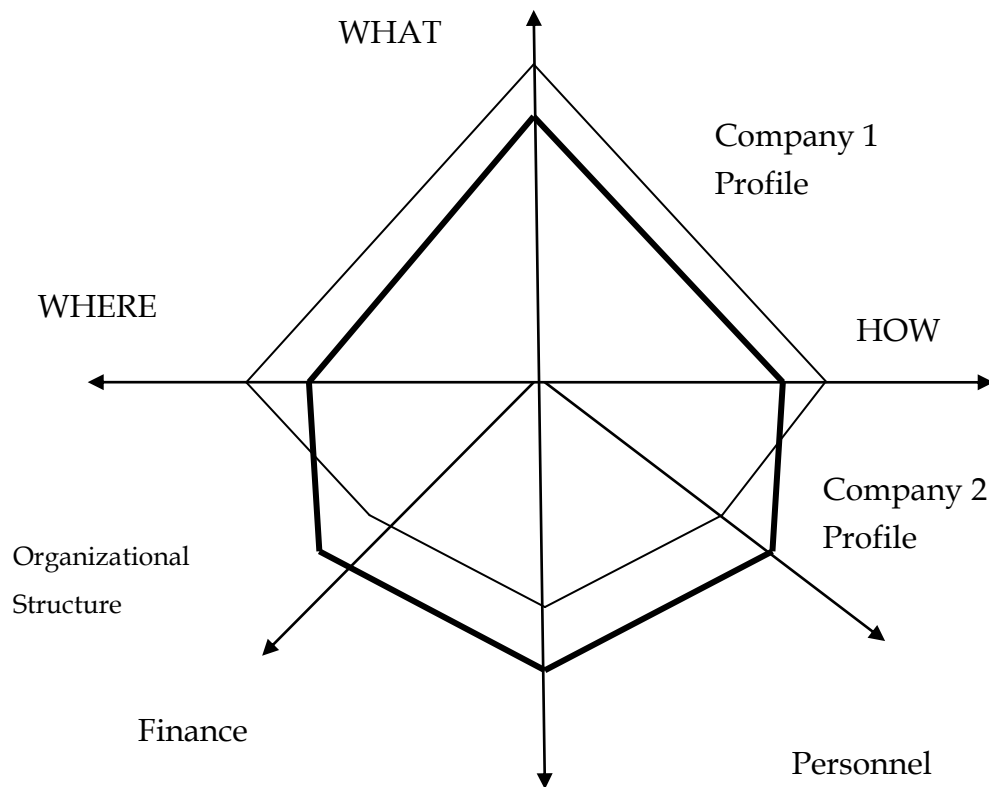 WHAT
Company 1
Profile
WHERE
HOW
Company 2
Profile
Organizational
Structure
Finance
Personnel